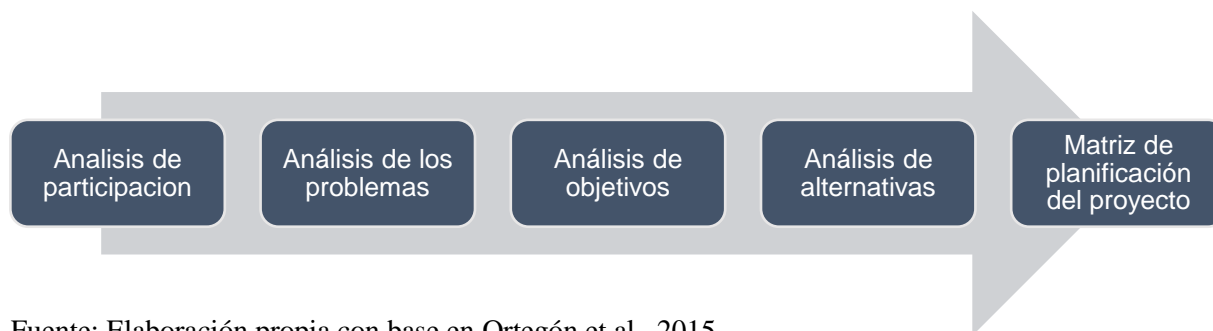 Analisis de
participacion
Análisis de los
problemas
Análisis de
objetivos
Análisis de
alternativas
Matriz de
planificación
del proyecto
Fuente: Elaboración propia con base en Ortegón et al., 2015